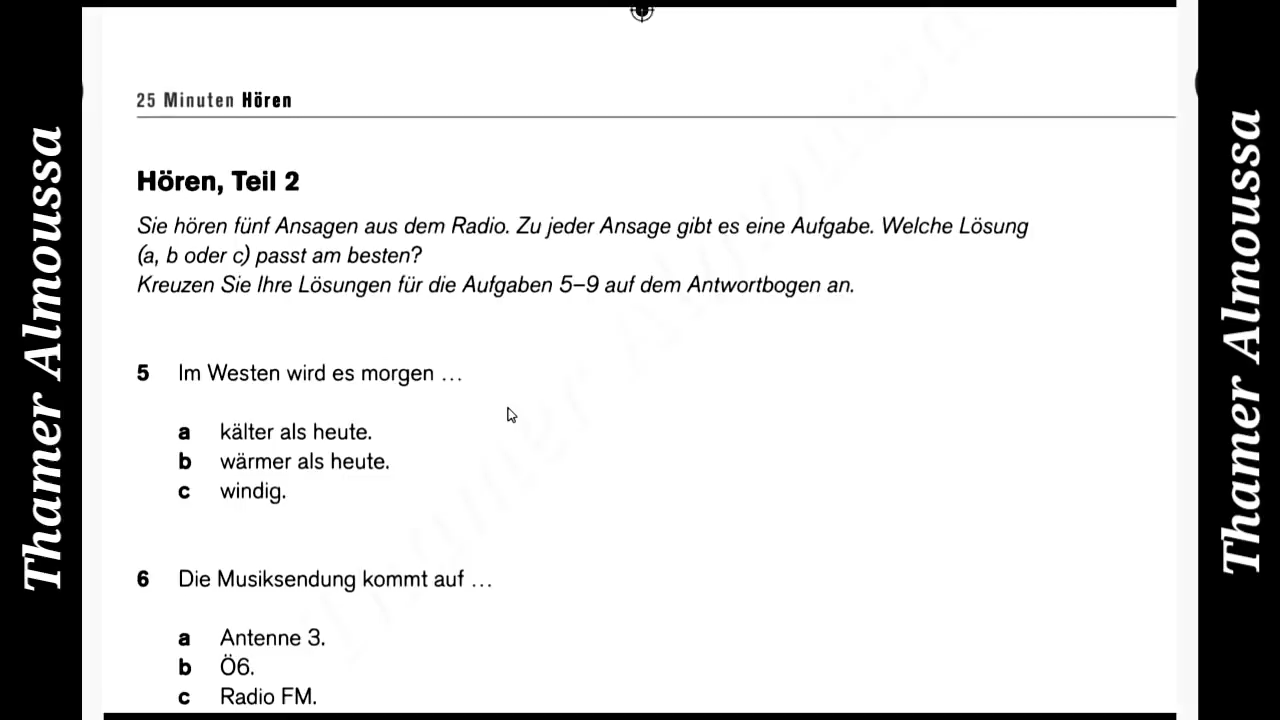 Thamer Almoussa
25 Minuten Hören
Hören, Teil 2
Sie hören fünf Ansagen aus dem Radio. Zu jeder Ansage gibt es eine Aufgabe. Welche Lösung
(a, b oder c) passt am besten?
Kreuzen Sie Ihre Lösungen für die Aufgaben 5–9 auf dem Antwortbogen an.
5 Im Westen wird es morgen …
a kälter als heute.
b wärmer als heute.
c windig.
6 Die Musiksendung kommt auf …
a Antenne 3.
b Ö6.
c Radio FM.
Thamer Almoussa